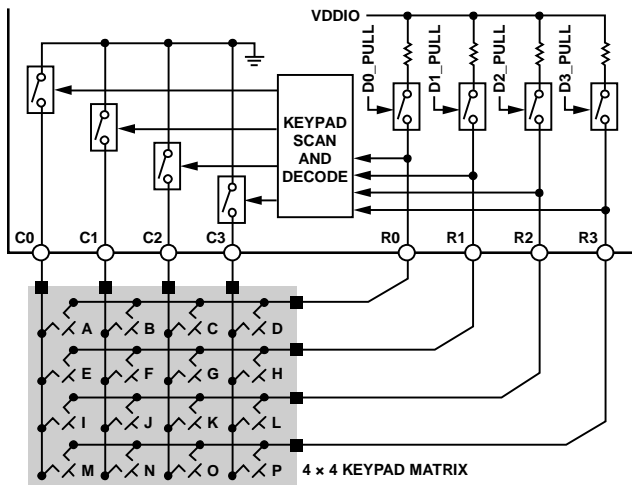 VDDIO
D0_PULL
D1_PULL
D2_PULL
D3_PULL
KEYPAD
SCAN
AND
DECODE
C0 C1 C2 C3 R0 R1 R2 R3
A B C D
E F G H
I J K L
M N O P
4 × 4 KEYPAD MATRIX